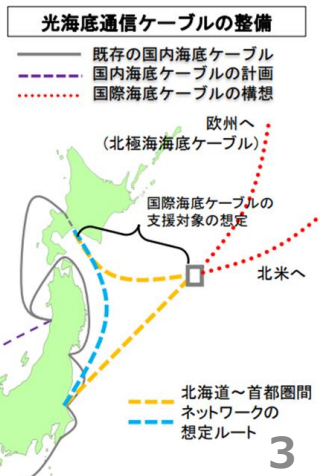 光海底通信ケーブルの整備
既存の国内海底ケーブル
国内海底ケーブルの計画
国際海底ケーブルの構想
欧州へ
(北極海海底ケーブル)
国際海底ケーブルの
支援対象の想定
北米へ
北海道～首都圏間
ネットワークの
想定ルート
3